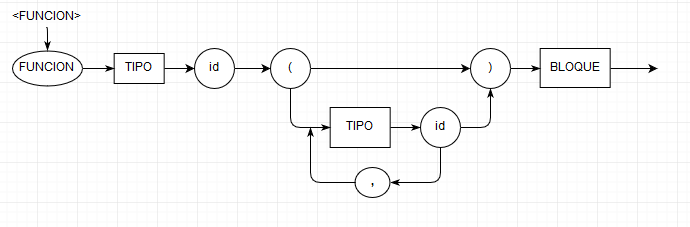 <FUNCION>
FUNCION TIPO id ( ) BLOQUE
TIPO id
,